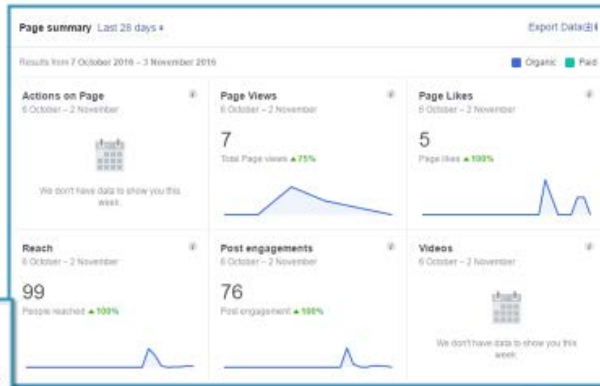 Page summary Last 28 days
Export Data
Results from 7 October 2016 – 3 November 2016
Organic Paid
Actions on Page
6 October – 2 November
We don't have data to show you this
week.
Page Views
6 October – 2 November
7
Total Page views ▲75%
Page Likes
6 October – 2 November
5
Page likes ▲100%
Reach
6 October – 2 November
99
People reached ▲100%
Post engagements
6 October – 2 November
76
Post engagement ▲100%
Videos
6 October – 2 November
We don't have data to show you this
week.